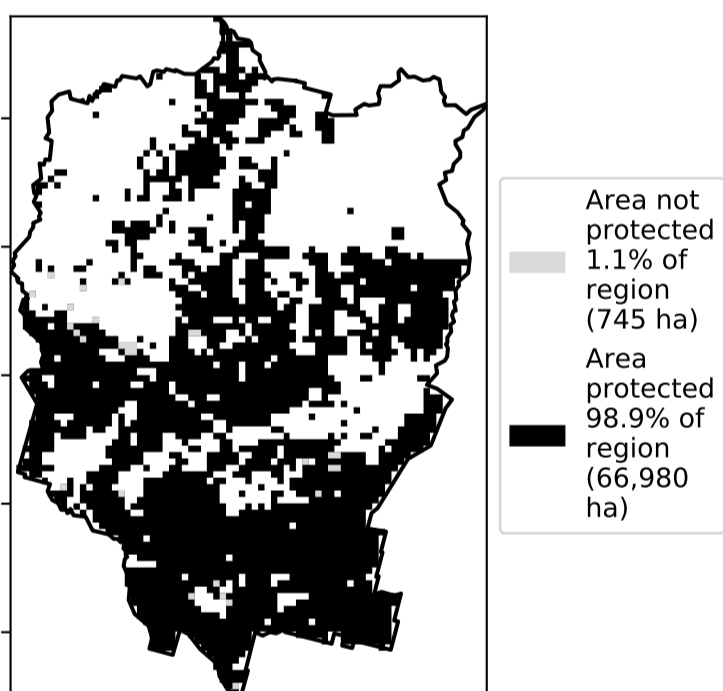 Area not
protected
1.1% of
region
(745 ha)
Area
protected
98.9% of
region
(66,980
ha)